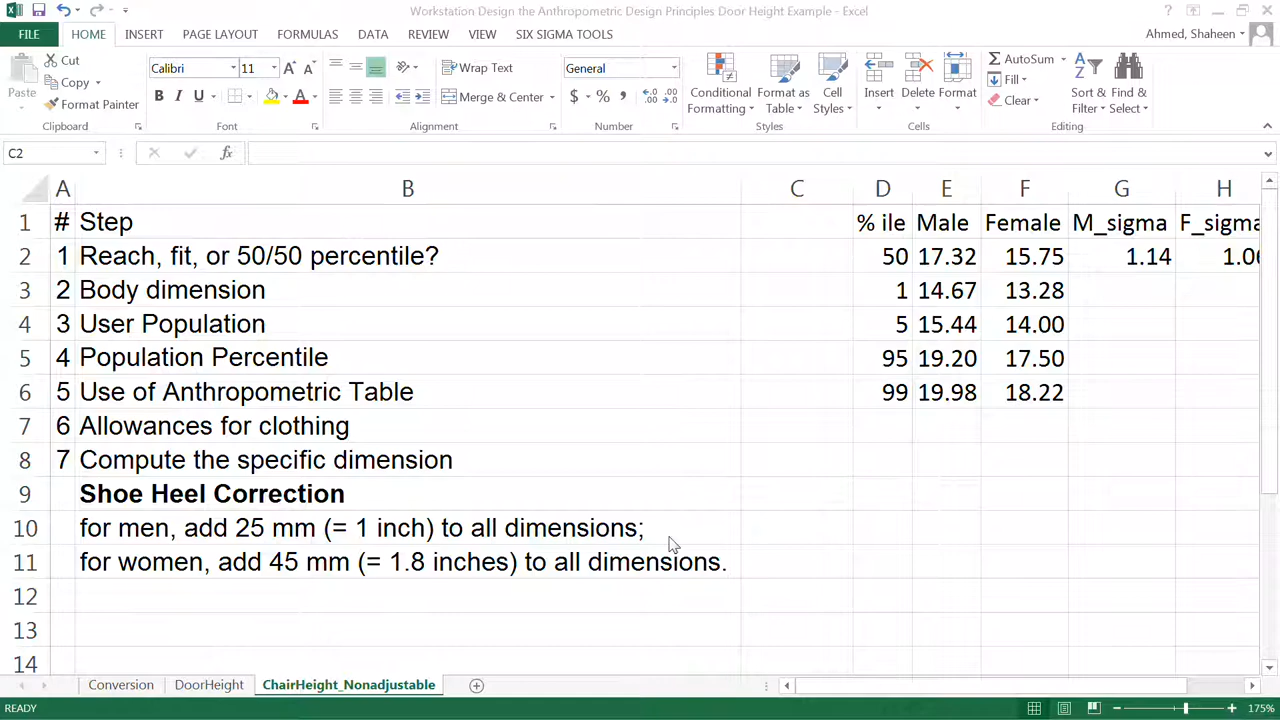 Workstation Design the Anthropometric Design Principles Door Height Example - Excel
FILE HOME INSERT PAGE LAYOUT FORMULAS DATA REVIEW VIEW SIX SIGMA TOOLS Ahmed, Shaheen
Paste Cut Copy Format Painter
Clipboard
Calibri 11
B I U
Font
Wrap Text
Merge & Center
Alignment
General
$ % ,
Number
Conditional Formatting
Format as Table
Cell Styles
Styles
Insert Delete Format
Cells
AutoSum
Fill
Clear
Sort & Filter
Find & Select
Editing
C2 fx
A B C D E F G H
1 # Step % ile Male Female M_sigma F_sigma
2 1 Reach, fit, or 50/50 percentile? 50 17.32 15.75 1.14 1.06
3 2 Body dimension 1 14.67 13.28
4 3 User Population 5 15.44 14.00
5 4 Population Percentile 95 19.20 17.50
6 5 Use of Anthropometric Table 99 19.98 18.22
7 6 Allowances for clothing
8 7 Compute the specific dimension
9 Shoe Heel Correction
10 for men, add 25 mm (= 1 inch) to all dimensions;
11 for women, add 45 mm (= 1.8 inches) to all dimensions.
12
13
14
Conversion DoorHeight ChairHeight_Nonadjustable
READY 175%